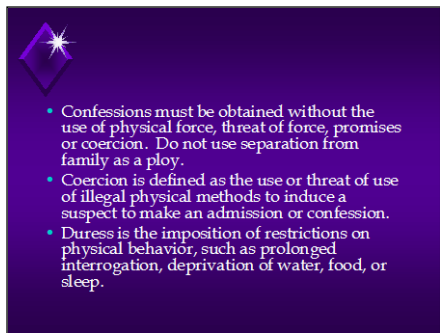 • Confessions must be obtained without the
use of physical force, threat of force, promises
or coercion.  Do not use separation from
family as a ploy.
• Coercion is defined as the use or threat of use
of illegal physical methods to induce a
suspect to make an admission or confession.
• Duress is the imposition of restrictions on
physical behavior, such as prolonged
interrogation, deprivation of water, food, or
sleep.